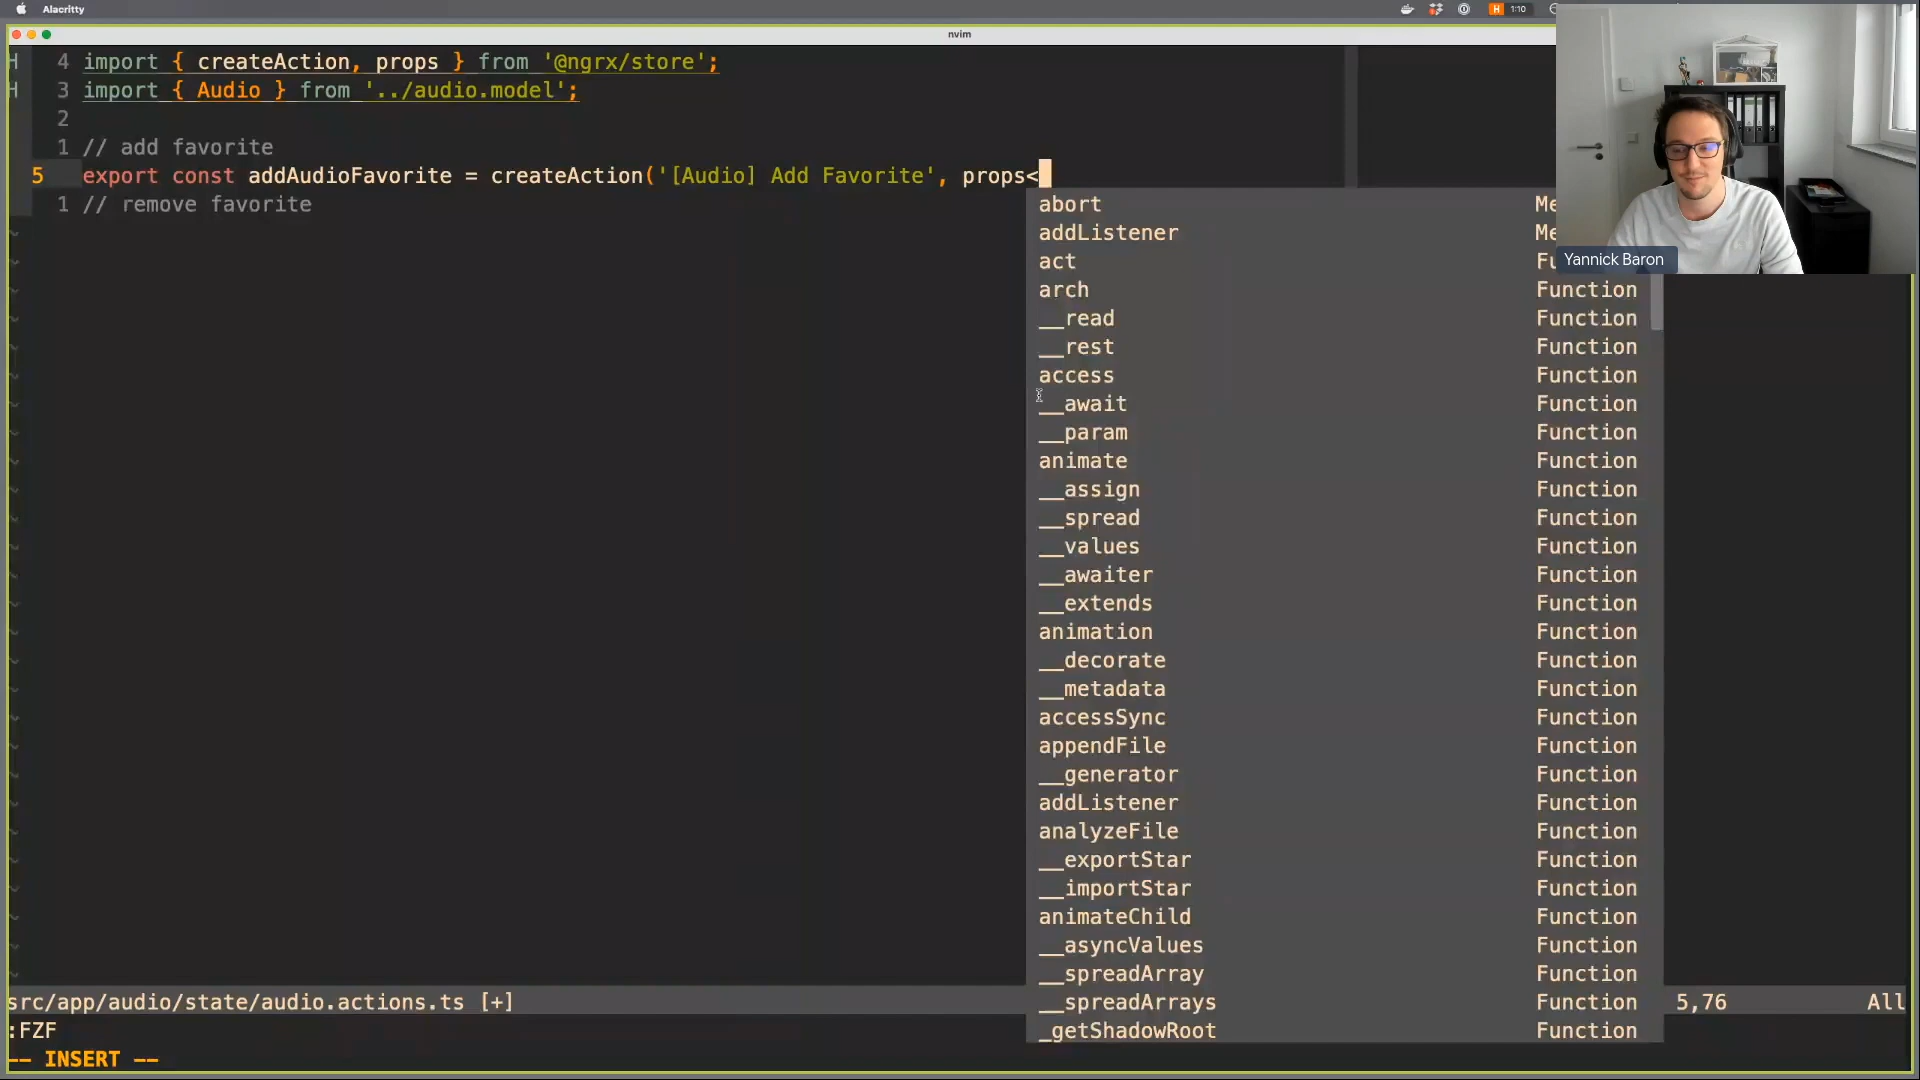 Alacritty
H 1:10
nvim
H 4 import { createAction, props } from '@ngrx/store';
H 3 import { Audio } from '../audio.model';
2
1 // add favorite
5 export const addAudioFavorite = createAction('[Audio] Add Favorite', props<
1 // remove favorite
abort Me
addListener Me
act Fu
arch Function
__read Function
__rest Function
access Function
__await Function
__param Function
animate Function
__assign Function
__spread Function
__values Function
__awaiter Function
__extends Function
animation Function
__decorate Function
__metadata Function
accessSync Function
appendFile Function
__generator Function
addListener Function
analyzeFile Function
__exportStar Function
__importStar Function
animateChild Function
__asyncValues Function
__spreadArray Function
__spreadArrays Function
_getShadowRoot Function
Yannick Baron
src/app/audio/state/audio.actions.ts [+] 5,76 All
:FZF
-- INSERT --